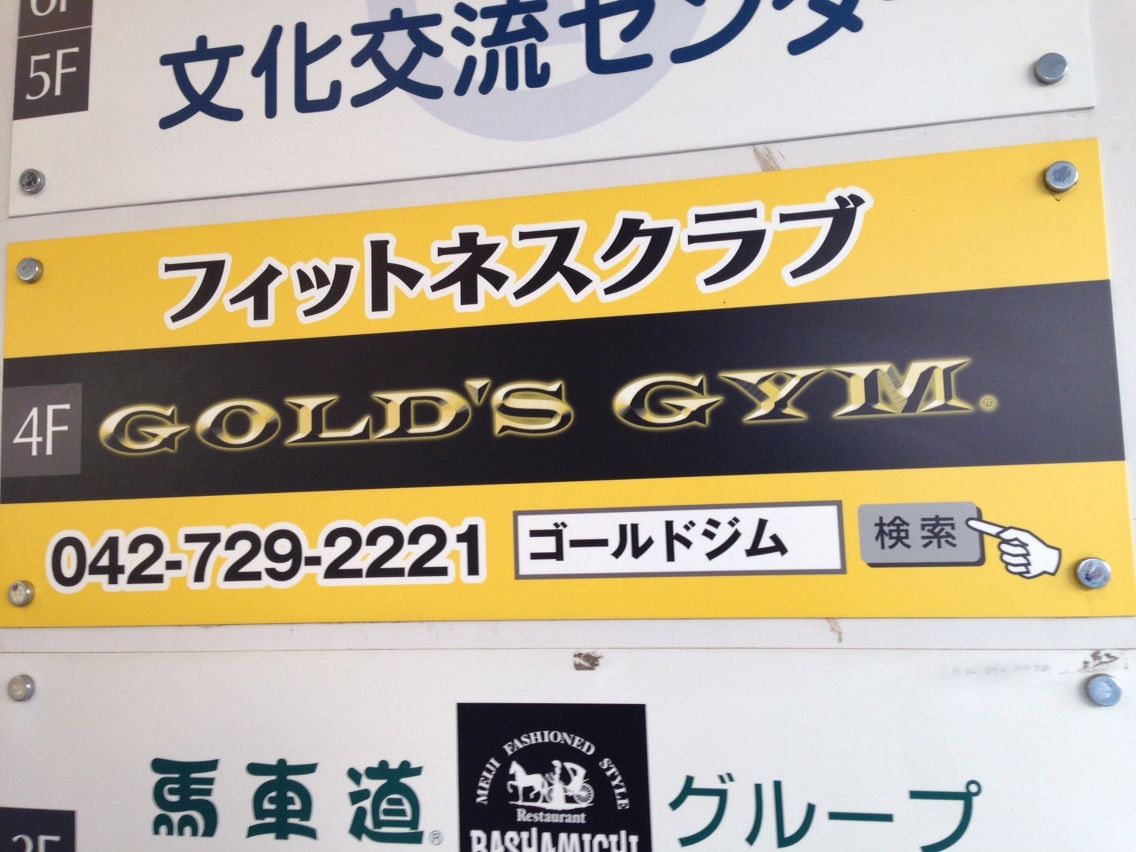 5F
文化交流センター
フィットネスクラブ
4F
GOLD'S GYM®
042-729-2221
ゴールドジム
検索
馬車道®
MEIJI FASHIONED STYLE
Restaurant
BASHAMICHI
グループ